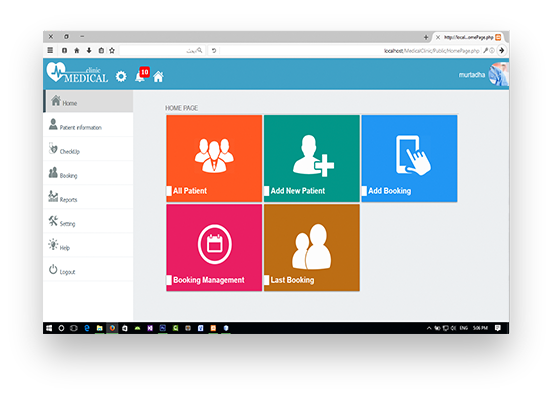 http://local...omePage.php
localhost/MedicalClinic/Public/HomePage.php
clinic
MEDICAL
10
murtadha
Home
Patient information
CheckUp
Booking
Reports
Setting
Help
Logout
HOME PAGE
All Patient
Add New Patient
Add Booking
Booking Management
Last Booking
ENG
5:06 PM